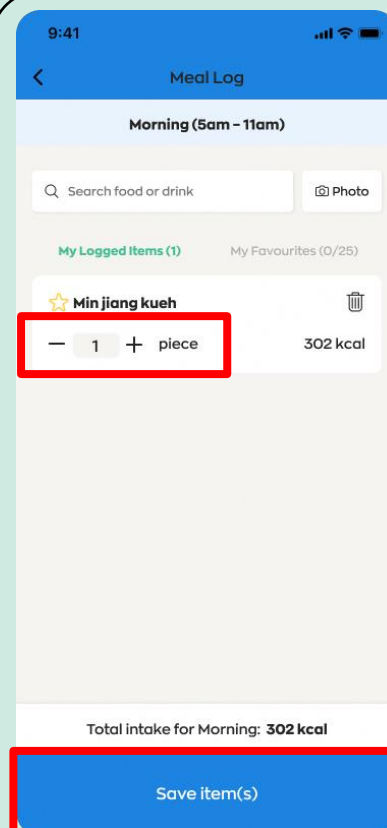 9:41
Meal Log
Morning (5am - 11am)
Search food or drink
Photo
My Logged Items (1) My Favourites (0/25)
Min jiang kueh
— 1 + piece 302 kcal
Total intake for Morning: 302 kcal
Save item(s)